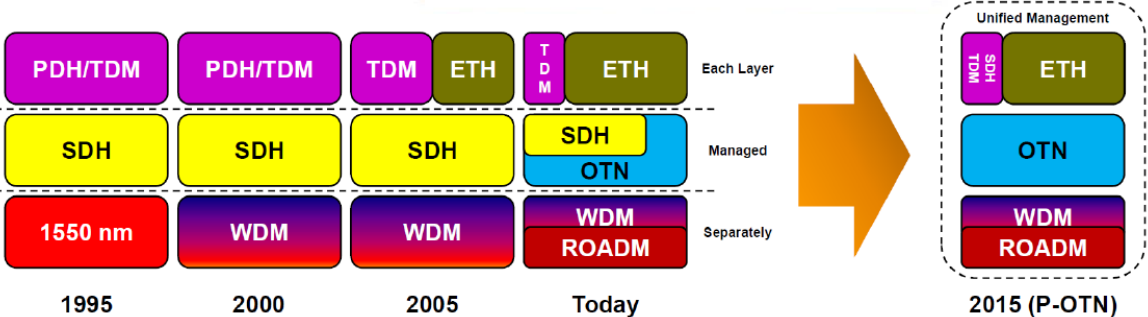 Unified Management
PDH/TDM PDH/TDM TDM ETH TDM ETH Each Layer SDH TDM ETH
SDH SDH SDH SDH OTN Managed OTN
1550 nm WDM WDM WDM ROADM Separately WDM ROADM
1995 2000 2005 Today 2015 (P-OTN)